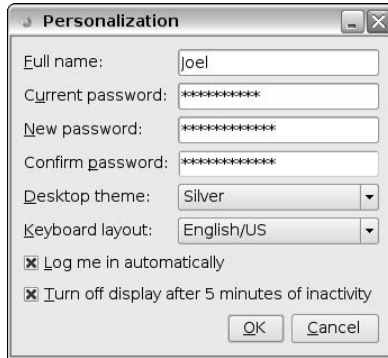 Personalization
Full name: Joel
Current password: **********
New password: *************
Confirm password: *************
Desktop theme: Silver
Keyboard layout: English/US
Log me in automatically
Turn off display after 5 minutes of inactivity
OK Cancel